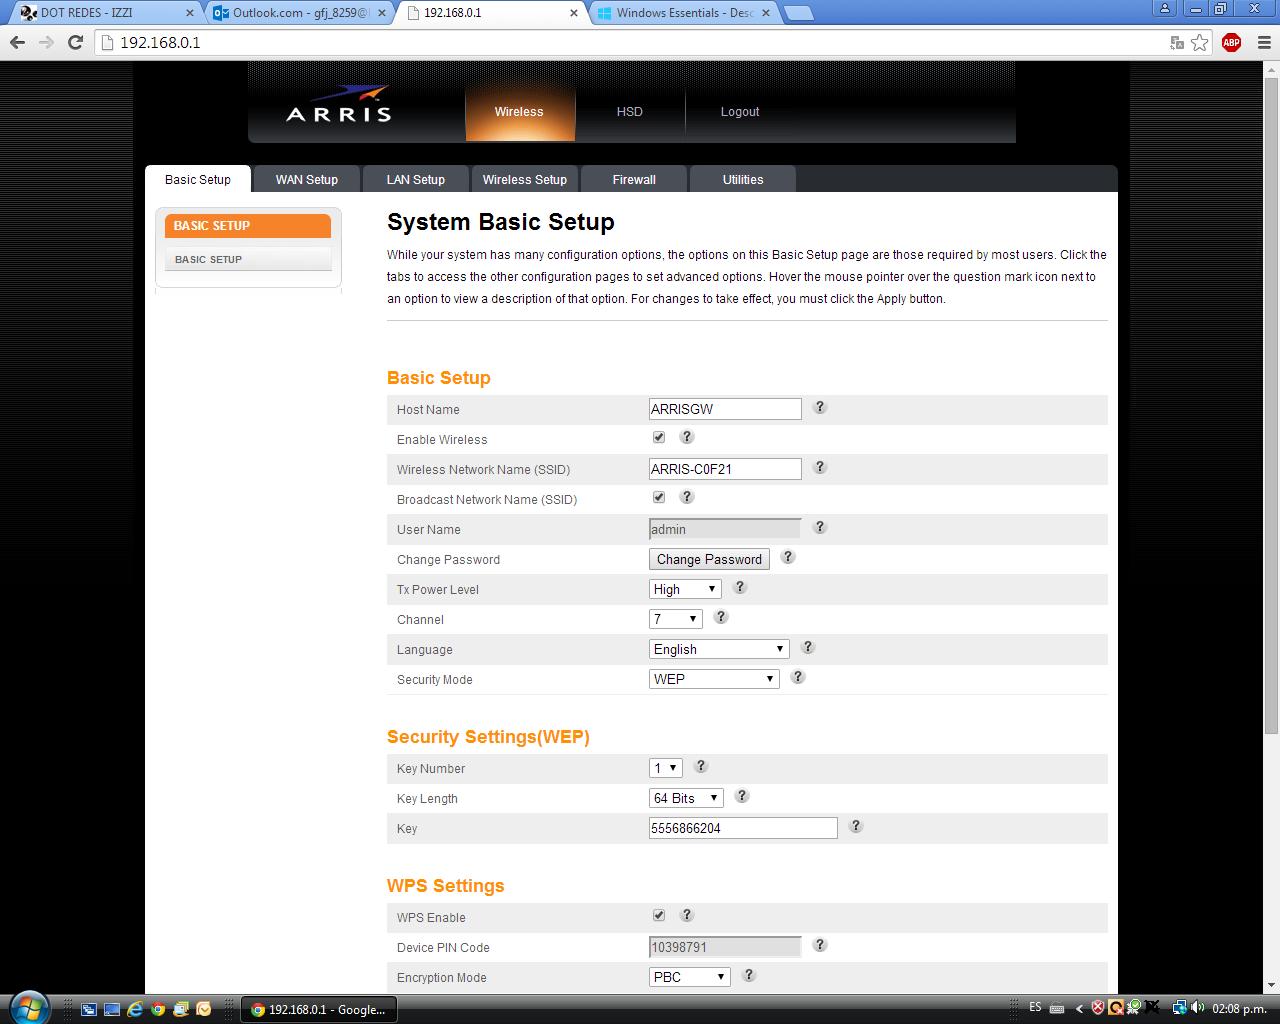 DOT REDES - IZZI
Outlook.com - gfj_8259@
192.168.0.1
Windows Essentials - Desc
192.168.0.1
ABP
ARRIS
Wireless
HSD
Logout
Basic Setup
WAN Setup
LAN Setup
Wireless Setup
Firewall
Utilities
BASIC SETUP
BASIC SETUP
System Basic Setup
While your system has many configuration options, the options on this Basic Setup page are those required by most users. Click the
tabs to access the other configuration pages to set advanced options. Hover the mouse pointer over the question mark icon next to
an option to view a description of that option. For changes to take effect, you must click the Apply button.
Basic Setup
Host Name ARRISGW ?
Enable Wireless ?
Wireless Network Name (SSID) ARRIS-C0F21 ?
Broadcast Network Name (SSID) ?
User Name admin ?
Change Password Change Password ?
Tx Power Level High ?
Channel 7 ?
Language English ?
Security Mode WEP ?
Security Settings(WEP)
Key Number 1 ?
Key Length 64 Bits ?
Key 5556866204 ?
WPS Settings
WPS Enable ?
Device PIN Code 10398791 ?
Encryption Mode PBC ?
192.168.0.1 - Google...
ES
02:08 p.m.